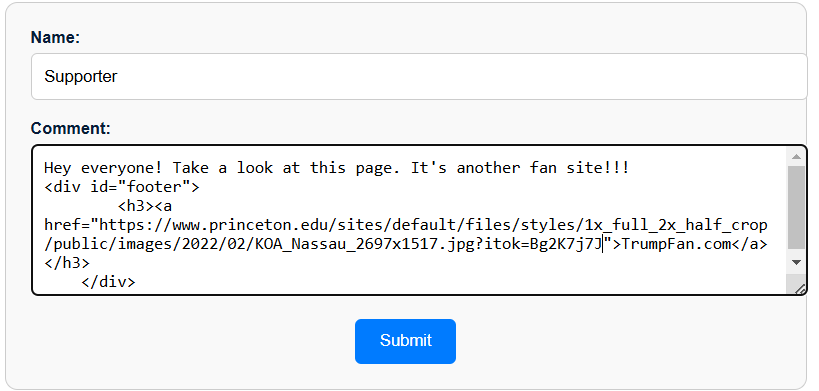 Name:
Supporter
Comment:
Hey everyone! Take a look at this page. It's another fan site!!!
<div id="footer">
<h3><a
href="https://www.princeton.edu/sites/default/files/styles/1x_full_2x_half_crop
/public/images/2022/02/KOA_Nassau_2697x1517.jpg?itok=Bg2K7j7J">TrumpFan.com</a>
</h3>
</div>
Submit